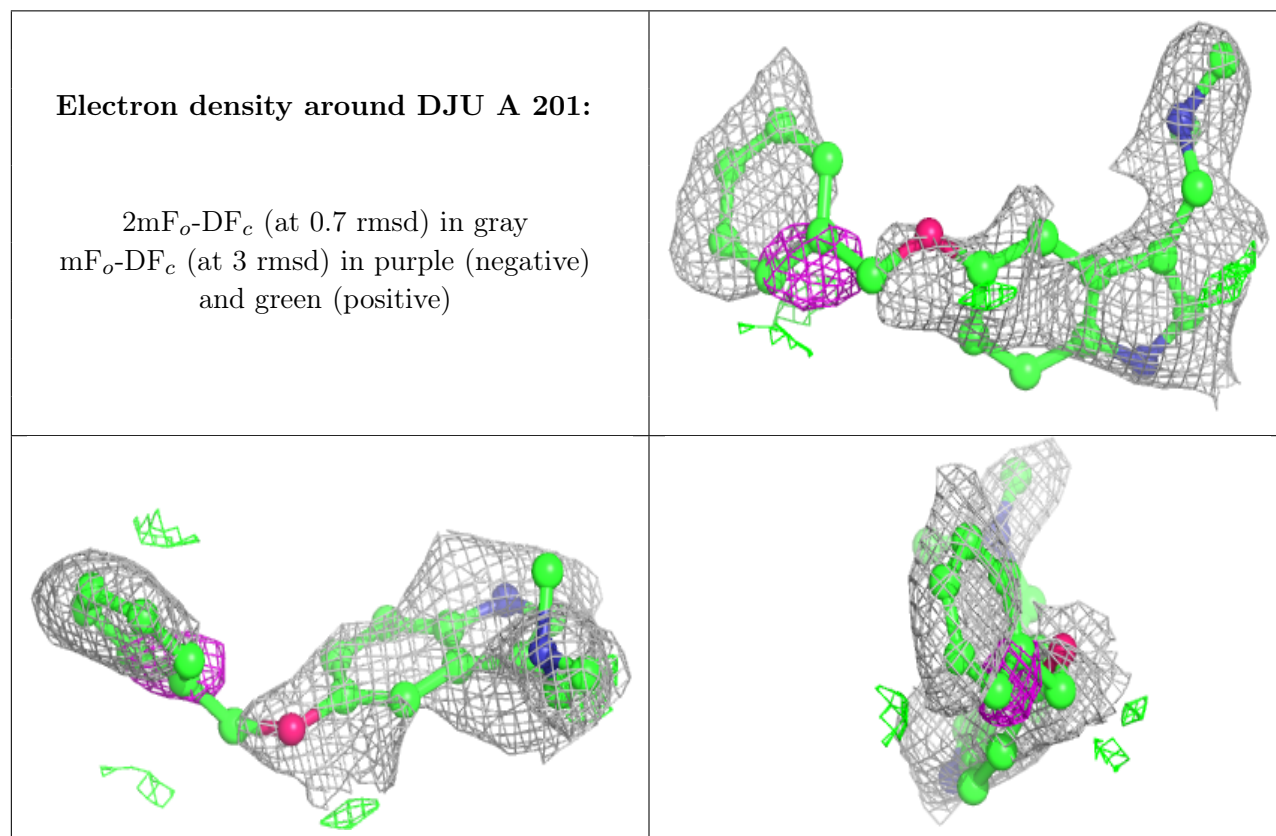 Electron density around DJU A 201:
2mFo-DFc (at 0.7 rmsd) in gray
mFo-DFc (at 3 rmsd) in purple (negative)
and green (positive)